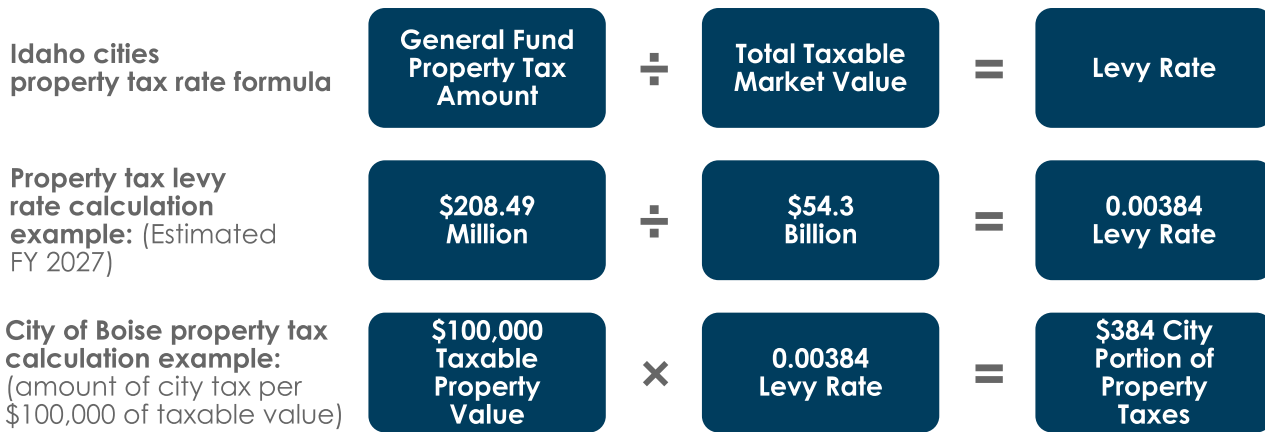 Idaho cities
property tax rate formula
General Fund
Property Tax
Amount
÷
Total Taxable
Market Value
=
Levy Rate
Property tax levy
rate calculation
example: (Estimated
FY 2027)
$208.49
Million
÷
$54.3
Billion
=
0.00384
Levy Rate
City of Boise property tax
calculation example:
(amount of city tax per
$100,000 of taxable value)
$100,000
Taxable
Property
Value
×
0.00384
Levy Rate
=
$384 City
Portion of
Property
Taxes